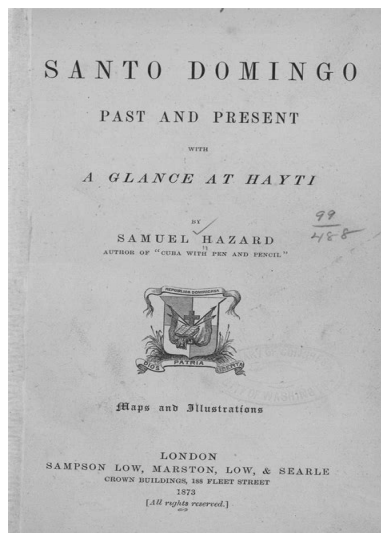 SANTO DOMINGO
PAST AND PRESENT
WITH
A GLANCE AT HAYTI
BY
SAMUEL HAZARD
AUTHOR OF "CUBA WITH PEN AND PENCIL"
99
488
REPUBLICA DOMINICANA
DIOS PATRIA LIBERTAD
Maps and Illustrations
LONDON
SAMPSON LOW, MARSTON, LOW, & SEARLE
CROWN BUILDINGS, 188 FLEET STREET
1873
[All rights reserved.]